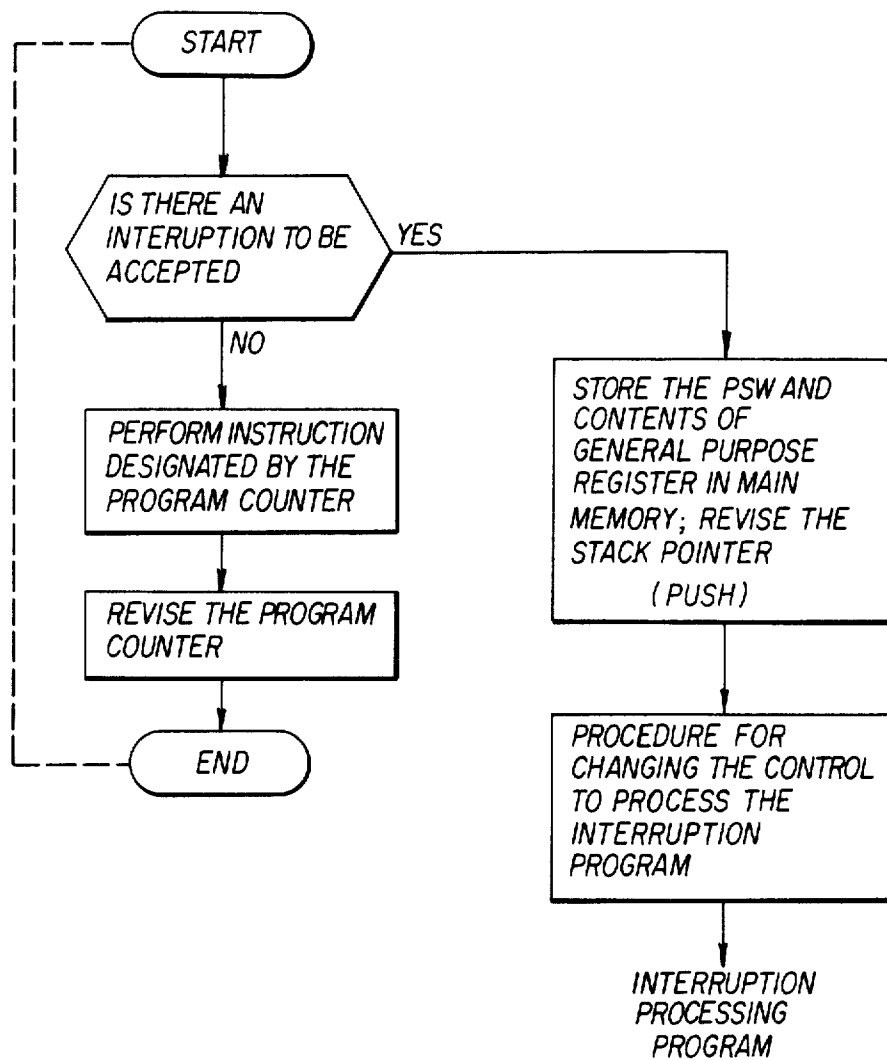 START
IS THERE AN
INTERUPTION TO BE
ACCEPTED
YES
NO
PERFORM INSTRUCTION
DESIGNATED BY THE
PROGRAM COUNTER
REVISE THE PROGRAM
COUNTER
END
STORE THE PSW AND
CONTENTS OF
GENERAL PURPOSE
REGISTER IN MAIN
MEMORY; REVISE THE
STACK POINTER
(PUSH)
PROCEDURE FOR
CHANGING THE CONTROL
TO PROCESS THE
INTERRUPTION
PROGRAM
INTERRUPTION
PROCESSING
PROGRAM